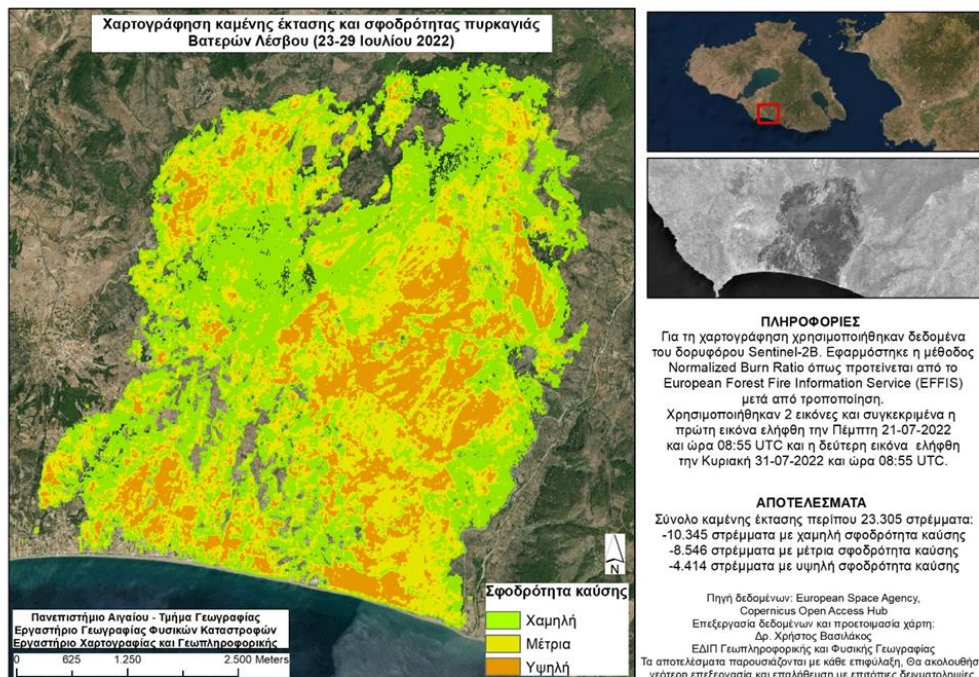 Χαρτογράφηση καμένης έκτασης και σφοδρότητας πυρκαγιάς
Βατερών Λέσβου (23-29 Ιουλίου 2022)
ΠΛΗΡΟΦΟΡΙΕΣ
Για τη χαρτογράφηση χρησιμοποιήθηκαν δεδομένα
του δορυφόρου Sentinel-2B. Εφαρμόστηκε η μέθοδος
Normalized Burn Ratio όπως προτείνεται από το
European Forest Fire Information Service (EFFIS)
μετά από τροποποίηση.
Χρησιμοποιήθηκαν 2 εικόνες και συγκεκριμένα η
πρώτη εικόνα ελήφθη την Πέμπτη 21-07-2022
και ώρα 08:55 UTC και η δεύτερη εικόνα ελήφθη
την Κυριακή 31-07-2022 και ώρα 08:55 UTC.
ΑΠΟΤΕΛΕΣΜΑΤΑ
Σύνολο καμένης έκτασης περίπου 23.305 στρέμματα:
-10.345 στρέμματα με χαμηλή σφοδρότητα καύσης
-8.546 στρέμματα με μέτρια σφοδρότητα καύσης
-4.414 στρέμματα με υψηλή σφοδρότητα καύσης
Πηγή δεδομένων: European Space Agency,
Copernicus Open Access Hub
Επεξεργασία δεδομένων και προετοιμασία χάρτη:
Δρ. Χρήστος Βασιλάκος
ΕΔΙΠ Γεωπληροφορικής και Φυσικής Γεωγραφίας
Τα αποτελέσματα παρουσιάζονται με κάθε επιφύλαξη. Θα ακολουθήσ
νεότερη επεξεργασία και επαλήθευση με επιτόπιες δειγματοληψίες
N
Σφοδρότητα καύσης
Χαμηλή
Μέτρια
Υψηλή
Πανεπιστήμιο Αιγαίου - Τμήμα Γεωγραφίας
Εργαστήριο Γεωγραφίας Φυσικών Καταστροφών
Εργαστήριο Χαρτογραφίας και Γεωπληροφορικής
0 625 1.250 2.500 Meters